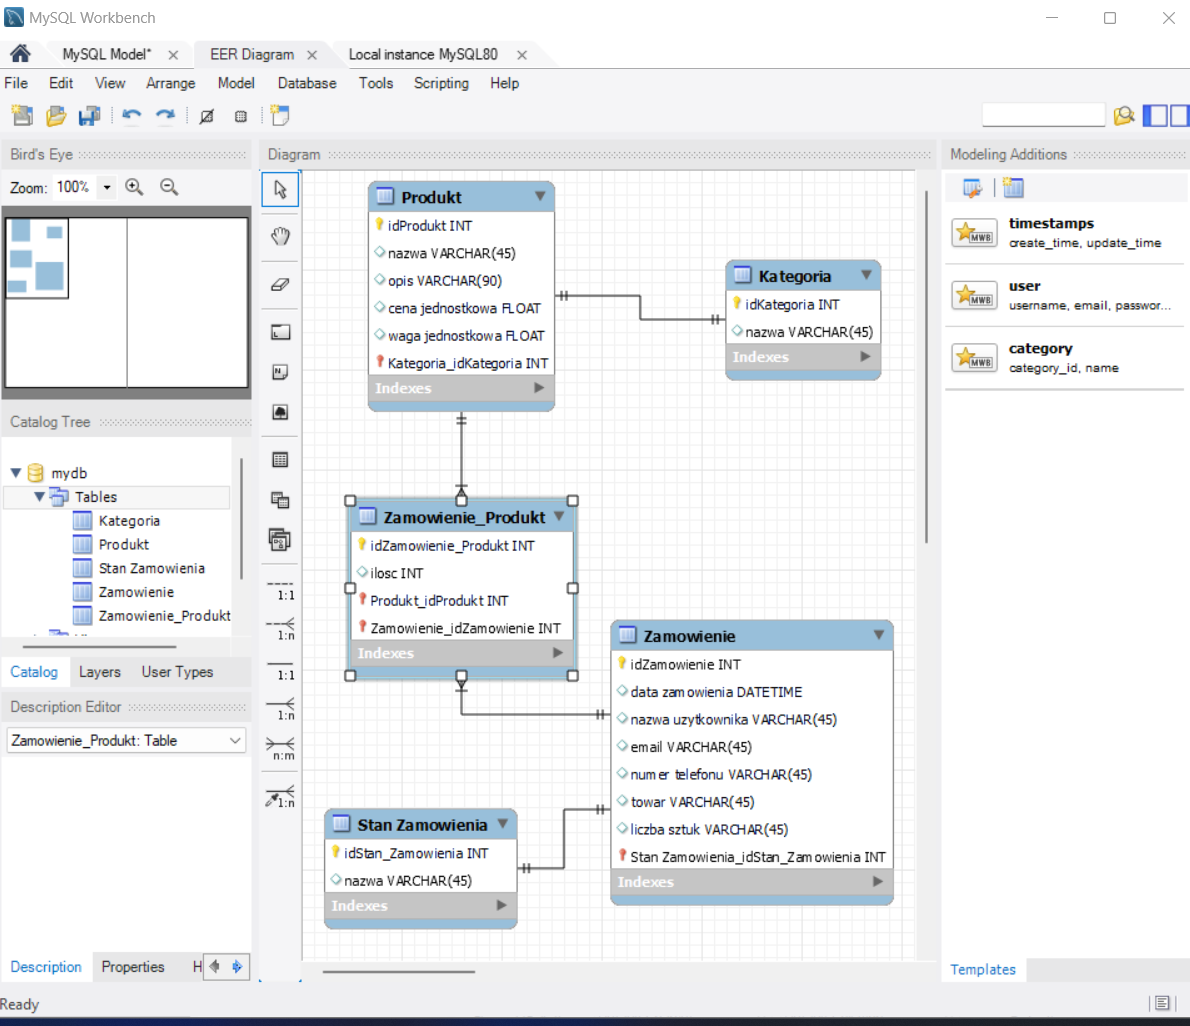 MySQL Workbench
MySQL Model*
EER Diagram
Local instance MySQL80
File Edit View Arrange Model Database Tools Scripting Help
Bird's Eye
Zoom: 100%
Catalog Tree
mydb
Tables
Kategoria
Produkt
Stan Zamowienia
Zamowienie
Zamowienie_Produkt
Catalog Layers User Types
Description Editor
Zamowienie_Produkt: Table
Description Properties H
Ready
Diagram
1:1
1:n
1:1
1:n
n:m
1:n
Produkt
idProdukt INT
nazwa VARCHAR(45)
opis VARCHAR(90)
cena jednostkowa FLOAT
waga jednostkowa FLOAT
Kategoria_idKategoria INT
Indexes
Kategoria
idKategoria INT
nazwa VARCHAR(45)
Indexes
Zamowienie_Produkt
idZamowienie_Produkt INT
ilosc INT
Produkt_idProdukt INT
Zamowienie_idZamowienie INT
Indexes
Zamowienie
idZamowienie INT
data zamowienia DATETIME
nazwa uzytkownika VARCHAR(45)
email VARCHAR(45)
numer telefonu VARCHAR(45)
towar VARCHAR(45)
liczba sztuk VARCHAR(45)
Stan Zamowienia_idStan_Zamowienia INT
Indexes
Stan Zamowienia
idStan_Zamowienia INT
nazwa VARCHAR(45)
Indexes
Modeling Additions
MWB
timestamps
create_time, update_time
MWB
user
username, email, passwor...
MWB
category
category_id, name
Templates